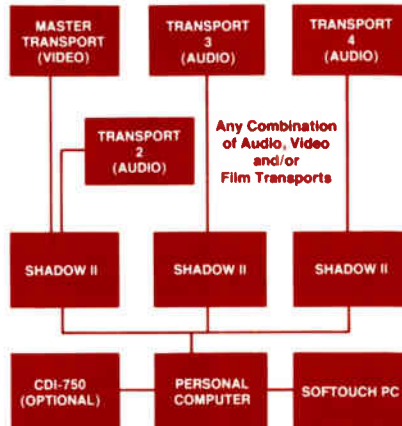 MASTER
TRANSPORT
(VIDEO)
TRANSPORT
3
(AUDIO)
TRANSPORT
4
(AUDIO)
TRANSPORT
2
(AUDIO)
Any Combination
of Audio, Video
and/or
Film Transports
SHADOW II
SHADOW II
SHADOW II
CDI-750
(OPTIONAL)
PERSONAL
COMPUTER
SOFTOUCH PC